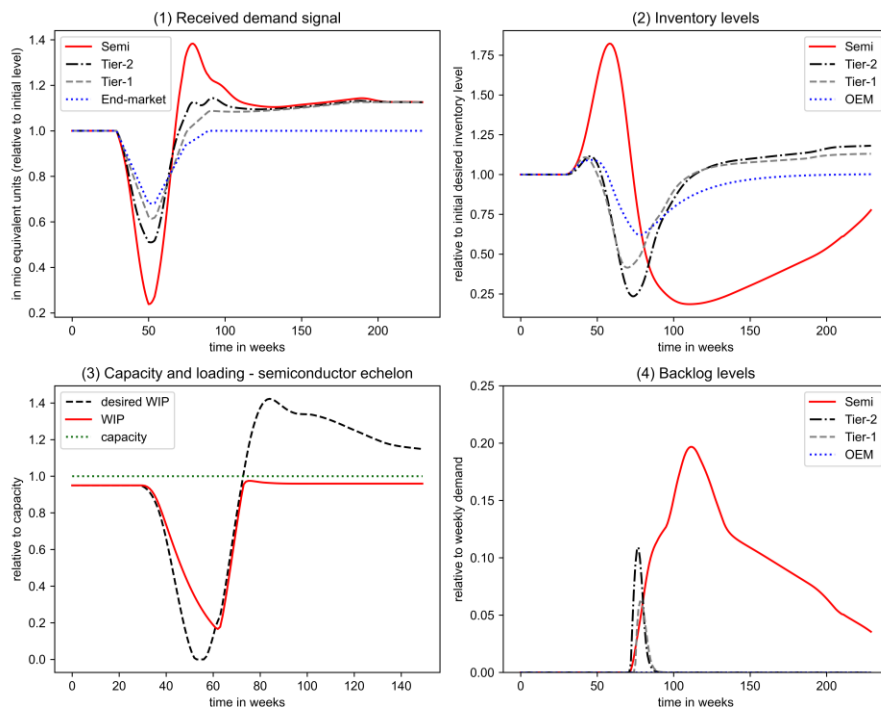 (1) Received demand signal
in mio equivalent units (relative to initial level)
1.4
1.2
1.0
0.8
0.6
0.4
0.2
Semi
Tier-2
Tier-1
End-market
0 50 100 150 200
time in weeks
(2) Inventory levels
relative to initial desired inventory level
1.75
1.50
1.25
1.00
0.75
0.50
0.25
Semi
Tier-2
Tier-1
OEM
0 50 100 150 200
time in weeks
(3) Capacity and loading - semiconductor echelon
relative to capacity
1.4
1.2
1.0
0.8
0.6
0.4
0.2
0.0
desired WIP
WIP
capacity
0 20 40 60 80 100 120 140
time in weeks
(4) Backlog levels
relative to weekly demand
0.25
0.20
0.15
0.10
0.05
0.00
Semi
Tier-2
Tier-1
OEM
0 50 100 150 200
time in weeks